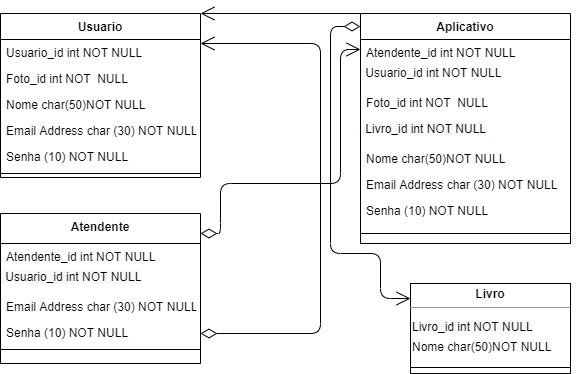 Usuario
Usuario_id int NOT NULL
Foto_id int NOT  NULL
Nome char(50)NOT NULL
Email Address char (30) NOT NULL
Senha (10) NOT NULL
Aplicativo
Atendente_id int NOT NULL
Usuario_id int NOT NULL
Foto_id int NOT  NULL
Livro_id int NOT NULL
Nome char(50)NOT NULL
Email Address char (30) NOT NULL
Senha (10) NOT NULL
Atendente
Atendente_id int NOT NULL
Usuario_id int NOT NULL
Email Address char (30) NOT NULL
Senha (10) NOT NULL
Livro
Livro_id int NOT NULL
Nome char(50)NOT NULL